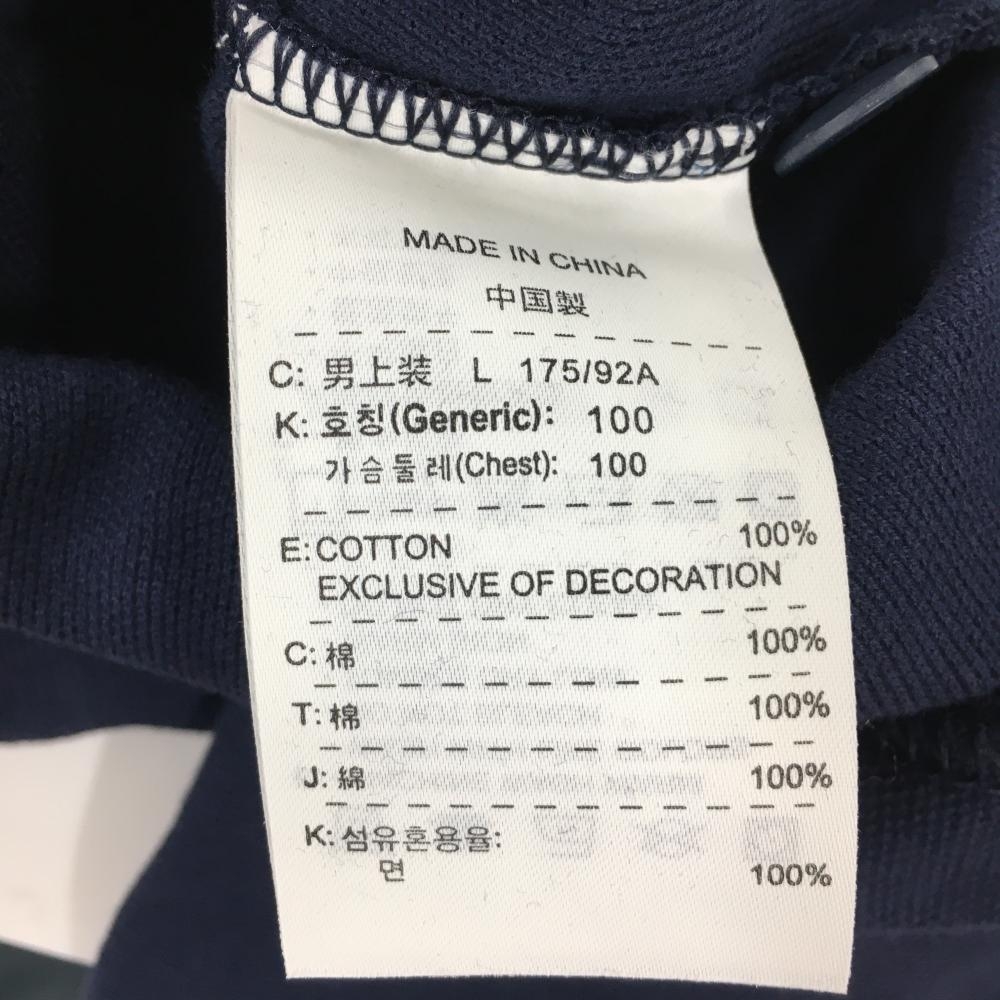 MADE IN CHINA
中国製
C: 男上装 L 175/92A
K: 호칭(Generic): 100
가슴둘레(Chest): 100
E: COTTON 100%
EXCLUSIVE OF DECORATION
C: 棉 100%
T: 棉 100%
J: 綿 100%
K: 섬유혼용율:
면 100%